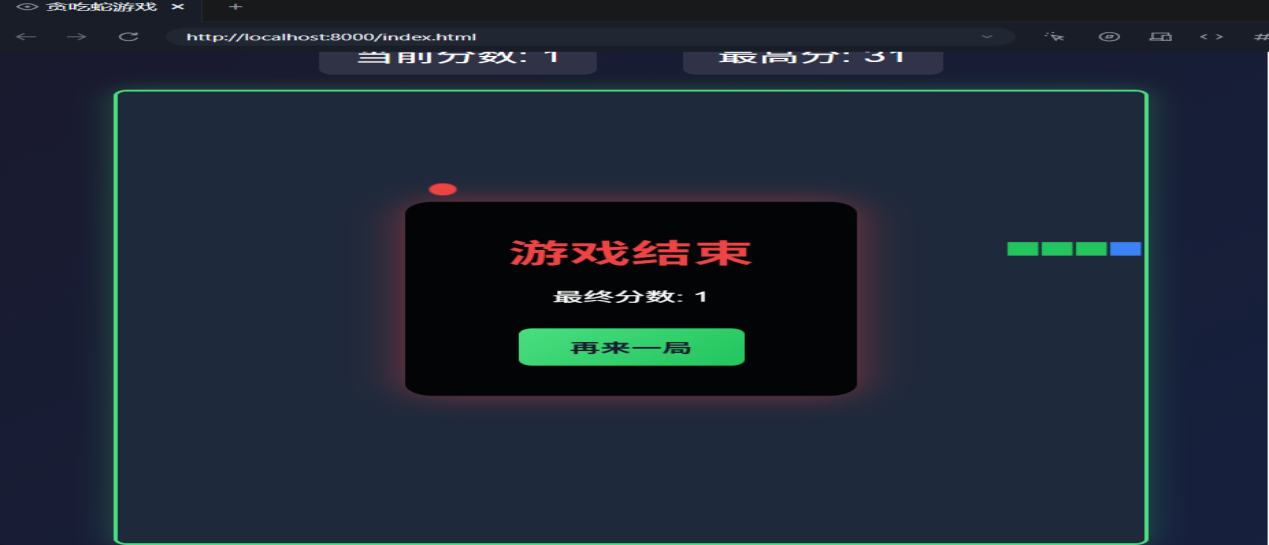 贪吃蛇游戏
http://localhost:8000/index.html
当前分数: 1
最高分: 31
游戏结束
最终分数: 1
再来一局